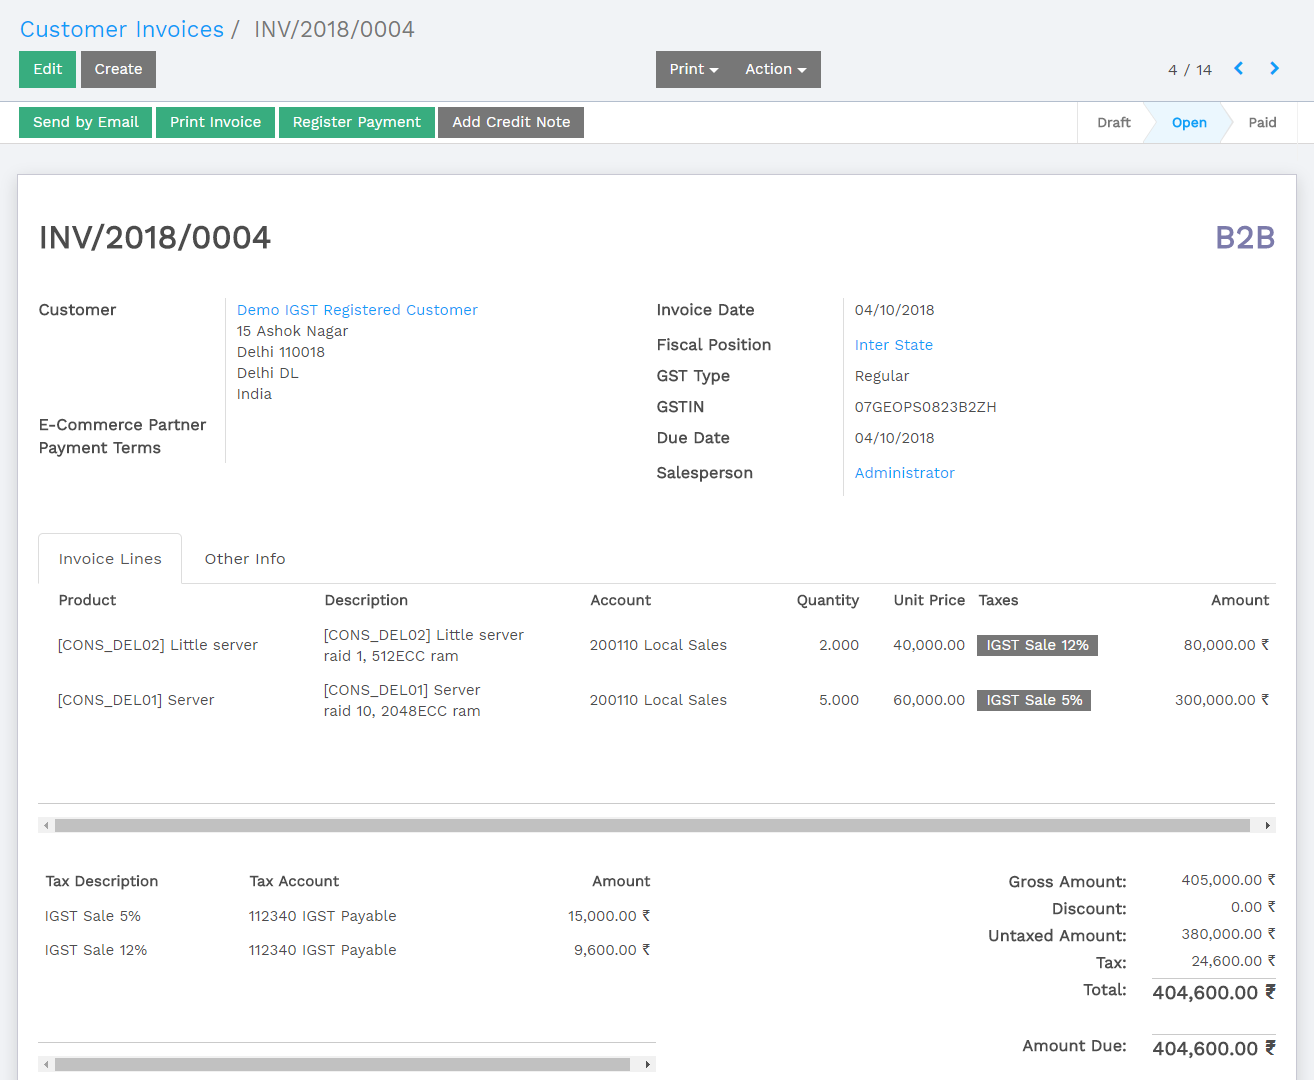 Customer Invoices / INV/2018/0004
Edit Create Print Action 4 / 14
Send by Email Print Invoice Register Payment Add Credit Note Draft Open Paid
INV/2018/0004 B2B
Customer Demo IGST Registered Customer
15 Ashok Nagar
Delhi 110018
Delhi DL
India
E-Commerce Partner
Payment Terms
Invoice Date 04/10/2018
Fiscal Position Inter State
GST Type Regular
GSTIN 07GEOPS0823B2ZH
Due Date 04/10/2018
Salesperson Administrator
Invoice Lines Other Info
Product Description Account Quantity Unit Price Taxes Amount
[CONS_DEL02] Little server [CONS_DEL02] Little server 200110 Local Sales 2.000 40,000.00 IGST Sale 12% 80,000.00 ₹
raid 1, 512ECC ram
[CONS_DEL01] Server [CONS_DEL01] Server 200110 Local Sales 5.000 60,000.00 IGST Sale 5% 300,000.00 ₹
raid 10, 2048ECC ram
Tax Description Tax Account Amount
IGST Sale 5% 112340 IGST Payable 15,000.00 ₹
IGST Sale 12% 112340 IGST Payable 9,600.00 ₹
Gross Amount: 405,000.00 ₹
Discount: 0.00 ₹
Untaxed Amount: 380,000.00 ₹
Tax: 24,600.00 ₹
Total: 404,600.00 ₹
Amount Due: 404,600.00 ₹